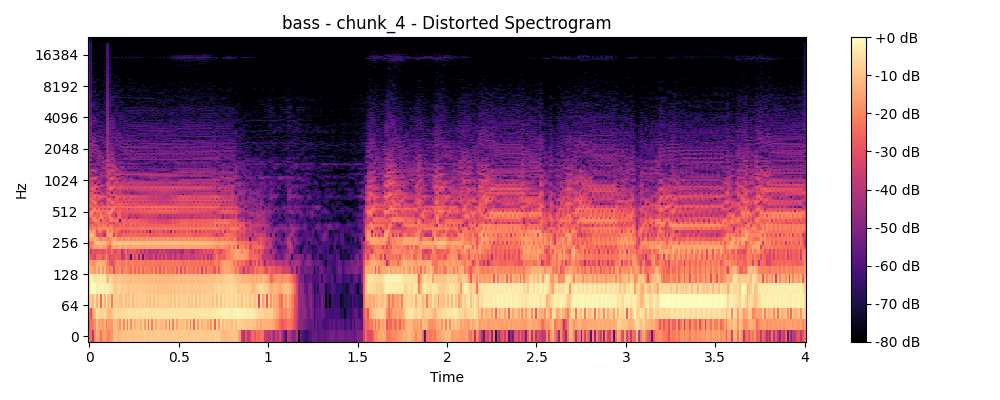 bass - chunk_4 - Distorted Spectrogram
Hz
16384
8192
4096
2048
1024
512
256
128
64
0
0
0.5
1
1.5
2
2.5
3
3.5
4
Time
+0 dB
-10 dB
-20 dB
-30 dB
-40 dB
-50 dB
-60 dB
-70 dB
-80 dB